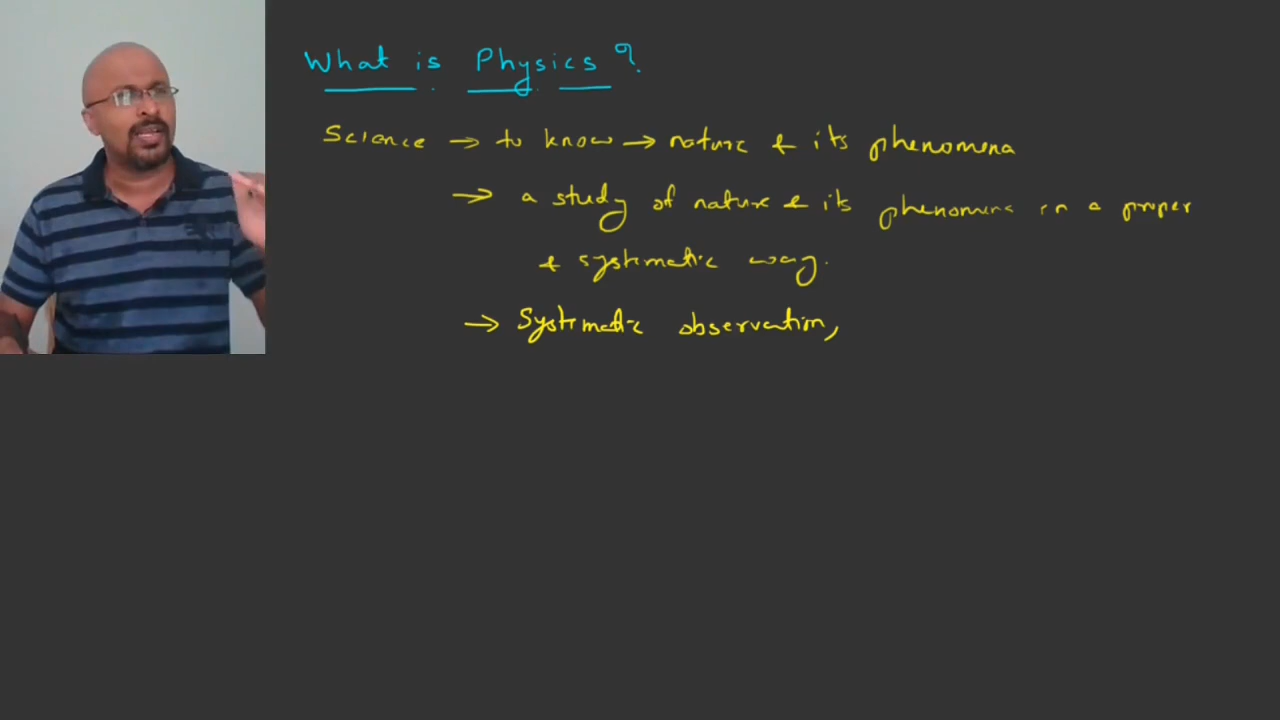 What is Physics?
Science → to know → nature & its phenomena
→ a study of nature & its phenomena in a proper
& systematic way.
→ Systematic observation,